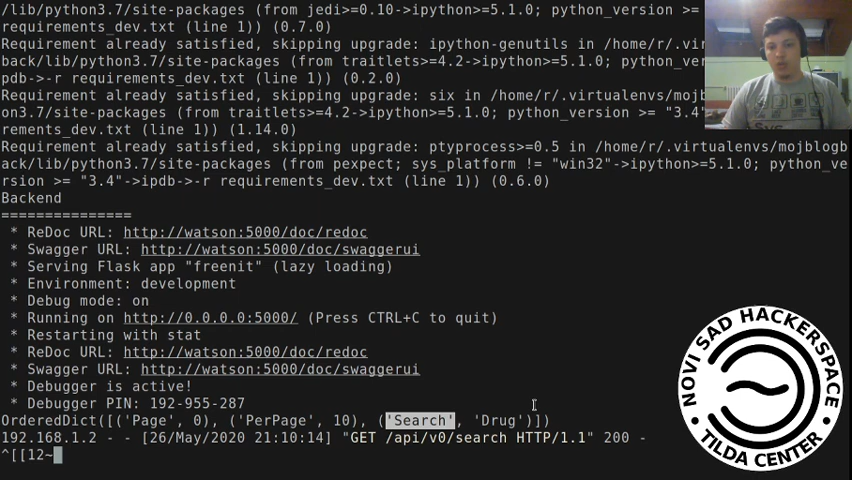 /lib/python3.7/site-packages (from jedi>=0.10->ipython>=5.1.0; python_version >=
requirements_dev.txt (line 1)) (0.7.0)
Requirement already satisfied, skipping upgrade: ipython-genutils in /home/r/.vir
back/lib/python3.7/site-packages (from traitlets>=4.2->ipython>=5.1.0; python_ver
pdb->-r requirements_dev.txt (line 1)) (0.2.0)
Requirement already satisfied, skipping upgrade: six in /home/r/.virtualenvs/moj
on3.7/site-packages (from traitlets>=4.2->ipython>=5.1.0; python_version >= "3.4"
rements_dev.txt (line 1)) (1.14.0)
Requirement already satisfied, skipping upgrade: ptyprocess>=0.5 in /home/r/.virtualenvs/mojblogb
ack/lib/python3.7/site-packages (from pexpect; sys_platform != "win32"->ipython>=5.1.0; python_ve
rsion >= "3.4"->ipdb->-r requirements_dev.txt (line 1)) (0.6.0)
Backend
===============
* ReDoc URL: http://watson:5000/doc/redoc
* Swagger URL: http://watson:5000/doc/swaggerui
* Serving Flask app "freenit" (lazy loading)
* Environment: development
* Debug mode: on
* Running on http://0.0.0.0:5000/ (Press CTRL+C to quit)
* Restarting with stat
* ReDoc URL: http://watson:5000/doc/redoc
* Swagger URL: http://watson:5000/doc/swaggerui
* Debugger is active!
* Debugger PIN: 192-955-287
OrderedDict([('Page', 0), ('PerPage', 10), ('Search', 'Drug')])
192.168.1.2 - - [26/May/2020 21:10:14] "GET /api/v0/search HTTP/1.1" 200 -
^[[12~
NOVI SAD HACKERSPACE
TILDA CENTER